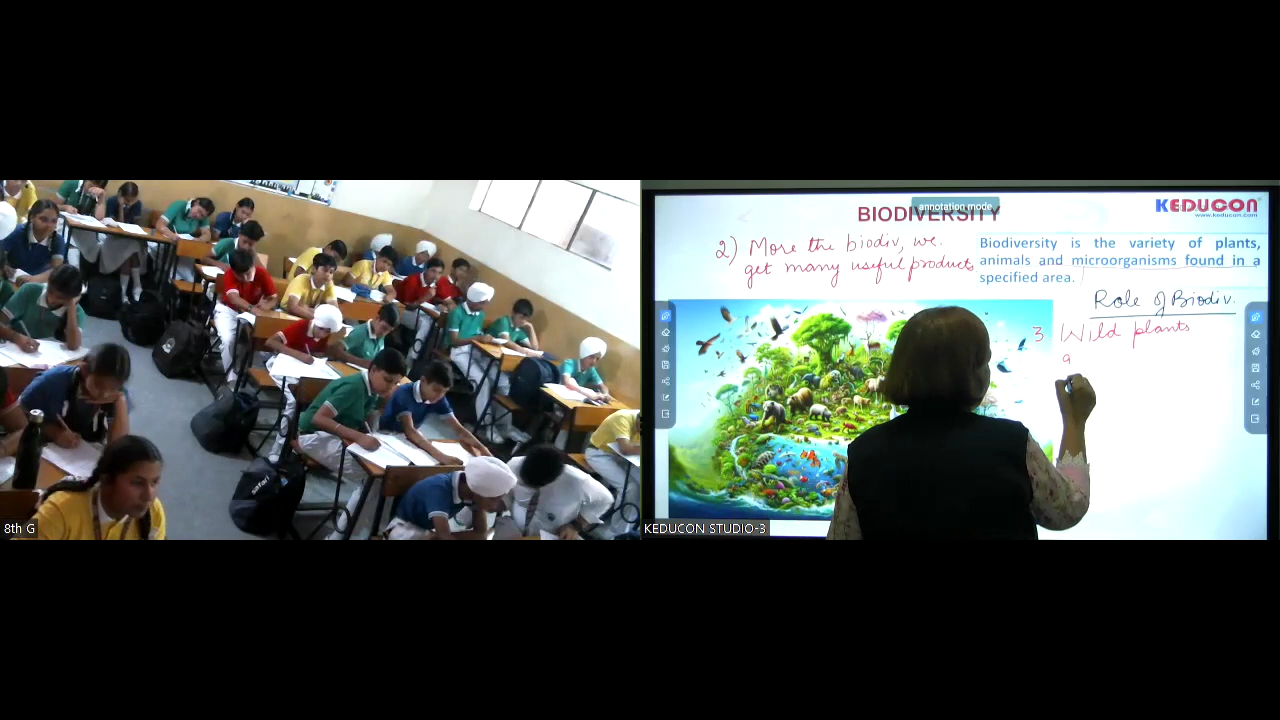 BIODIVERSITY
annotation mode
KEDUCON
www.keducon.com
2) More the biodiv, we
get many useful products
Biodiversity is the variety of plants,
animals and microorganisms found in a
specified area.
Role of Biodiv.
3 Wild plants
a
safari
8th G
KEDUCON STUDIO-3